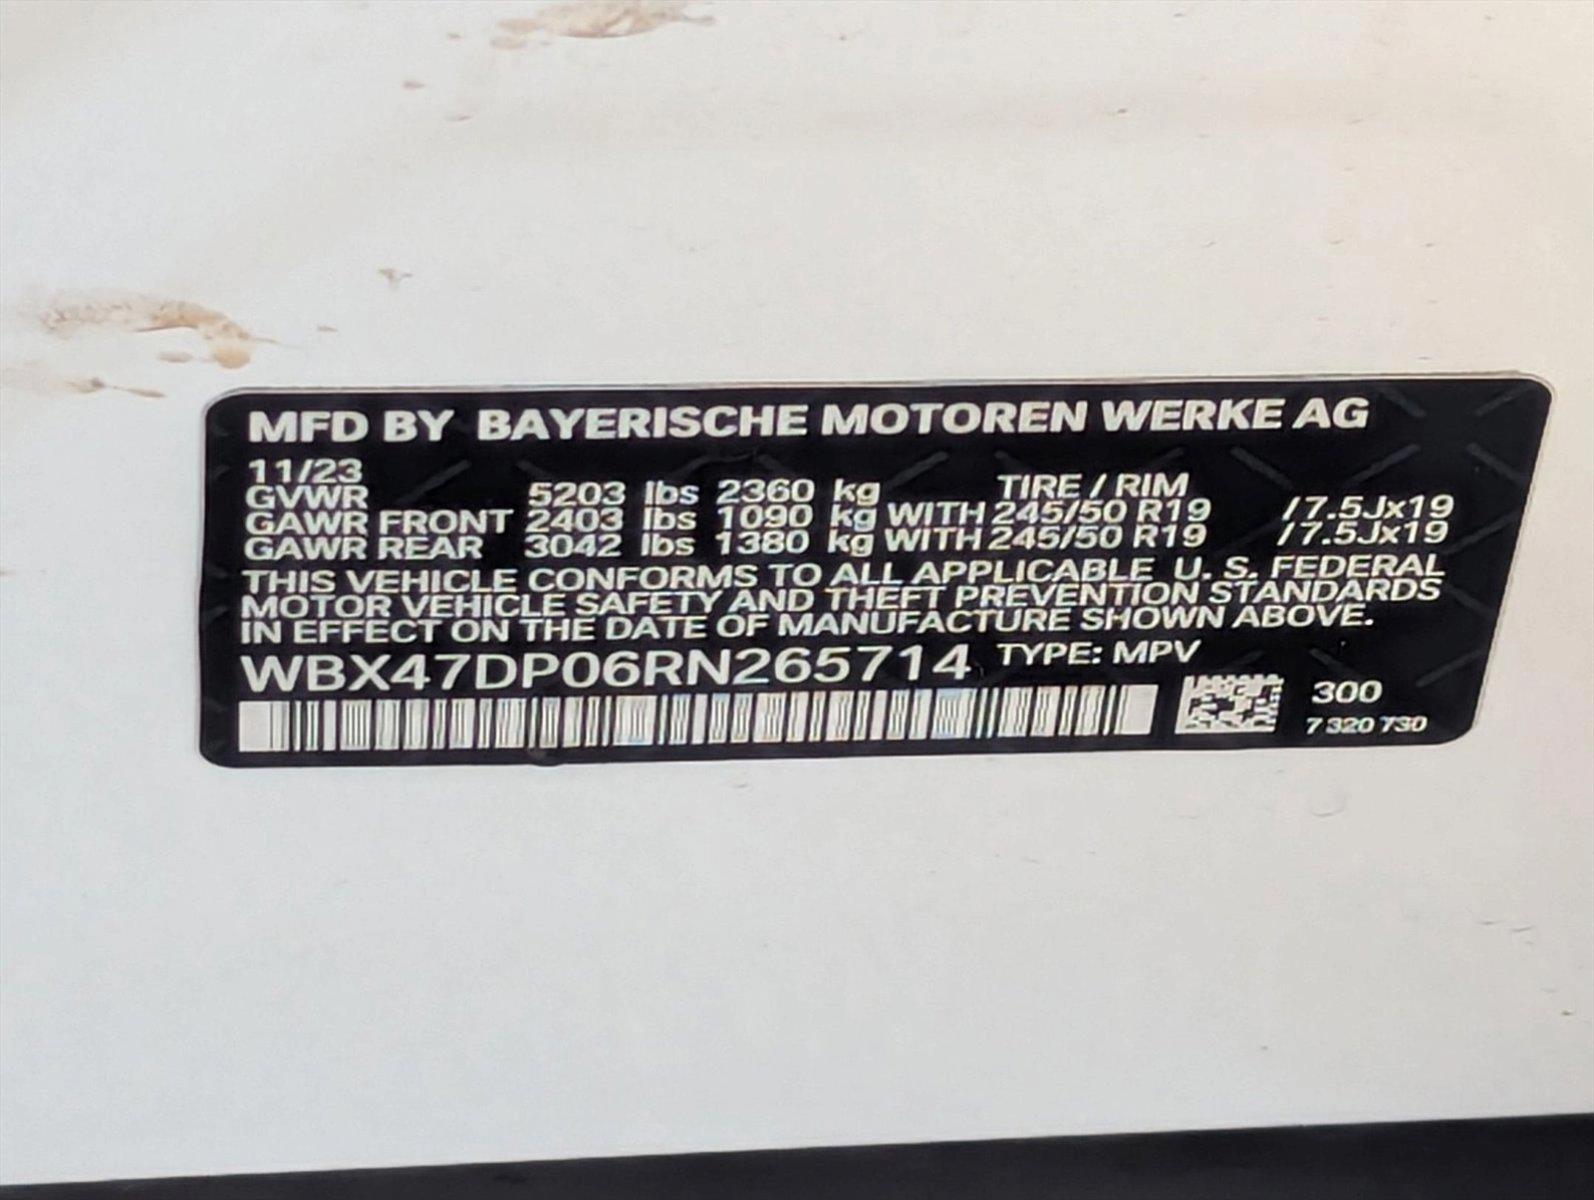 MFD BY BAYERISCHE MOTOREN WERKE AG
11/23
GVWR 5203 lbs 2360 kg TIRE / RIM
GAWR FRONT 2403 lbs 1090 kg WITH 245/50 R19 /7.5Jx19
GAWR REAR 3042 lbs 1380 kg WITH 245/50 R19 /7.5Jx19
THIS VEHICLE CONFORMS TO ALL APPLICABLE U. S. FEDERAL
MOTOR VEHICLE SAFETY AND THEFT PREVENTION STANDARDS
IN EFFECT ON THE DATE OF MANUFACTURE SHOWN ABOVE.
WBX47DP06RN265714 TYPE: MPV
300
7 320 730